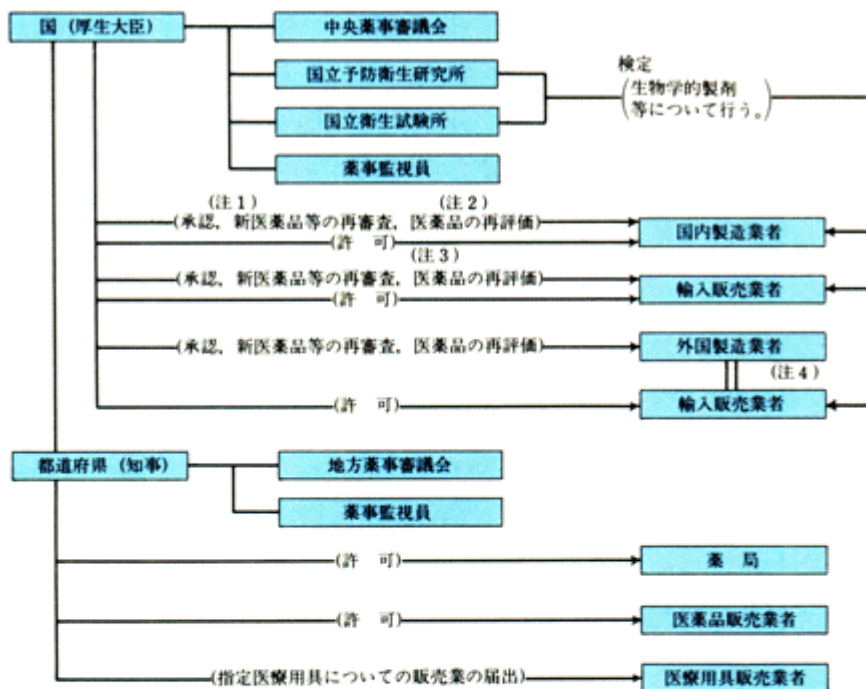 国（厚生大臣）
中央薬事審議会
国立予防衛生研究所
国立衛生試験所
薬事監視員
検定
（生物学的製剤
等について行う。）
（注１）
（注２）
（承認，新医薬品等の再審査，医薬品の再評価）
国内製造業者
（許　可）
（注３）
（承認，新医薬品等の再審査，医薬品の再評価）
輸入販売業者
（許　可）
（承認，新医薬品等の再審査，医薬品の再評価）
外国製造業者
（注４）
（許　可）
輸入販売業者
都道府県（知事）
地方薬事審議会
薬事監視員
（許　可）
薬　局
（許　可）
医薬品販売業者
（指定医療用具についての販売業の届出）
医療用具販売業者